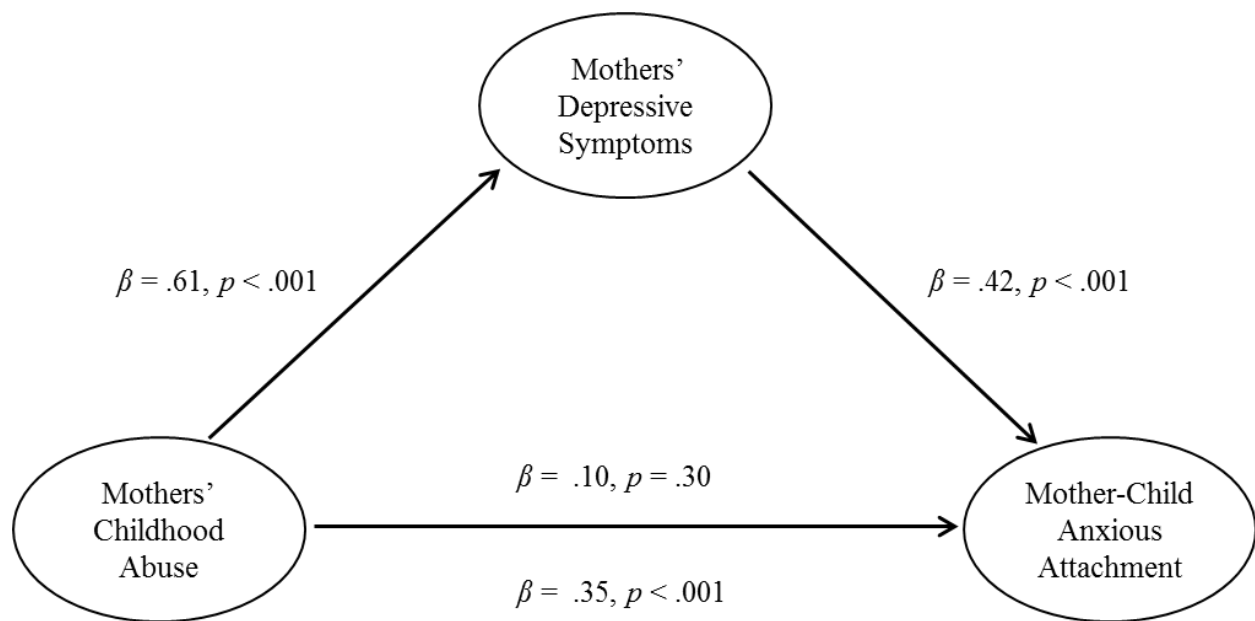 Mothers’
Depressive
Symptoms
β = .61, p < .001
β = .42, p < .001
Mothers’
Childhood
Abuse
β = .10, p = .30
Mother-Child
Anxious
Attachment
β = .35, p < .001